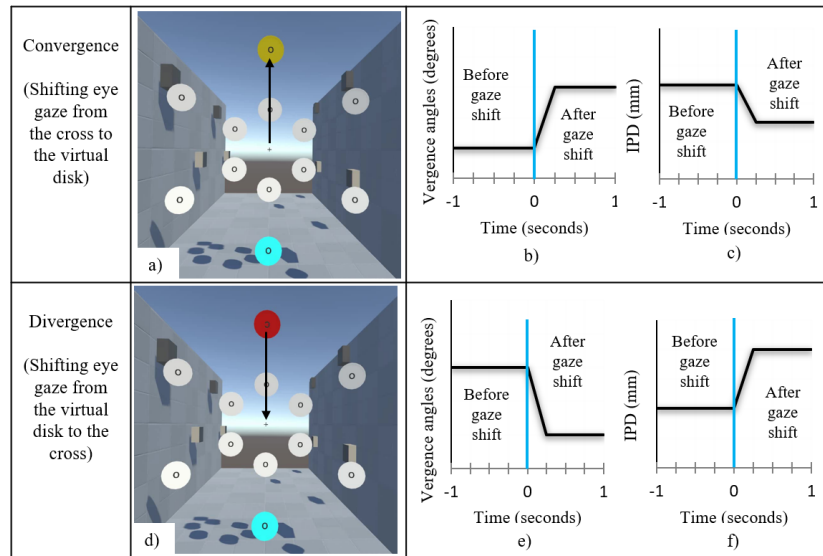 Convergence
(Shifting eye
gaze from
the cross to
the virtual
disk)
o
o
o
o
o
o
o
o
o
o
a)
Vergence angles (degrees)
Before
gaze
shift
After
gaze
shift
-1
0
1
Time (seconds)
b)
IPD (mm)
Before
gaze
shift
After
gaze
shift
-1
0
1
Time (seconds)
c)
Divergence
(Shifting eye
gaze from
the virtual
disk to the
cross)
o
o
o
o
o
o
o
o
o
o
d)
Vergence angles (degrees)
Before
gaze
shift
After
gaze
shift
-1
0
1
Time (seconds)
e)
IPD (mm)
Before
gaze
shift
After
gaze
shift
-1
0
1
Time (seconds)
f)